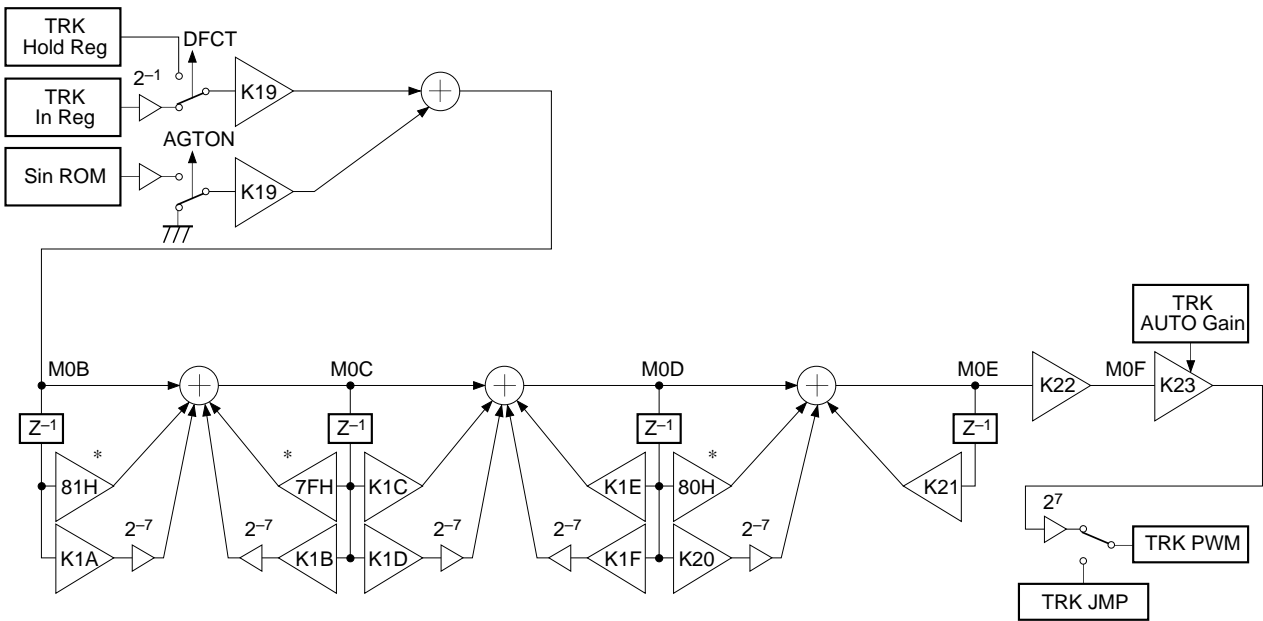 TRK
Hold Reg
DFCT
2⁻¹
TRK
In Reg
K19
+
AGTON
Sin ROM
K19
TRK
AUTO Gain
M0B
+
M0C
+
M0D
+
M0E
K22
M0F
K23
Z⁻¹
Z⁻¹
Z⁻¹
Z⁻¹
*
*
*
81H
7FH
K1C
K1E
80H
K21
2⁻⁷
2⁻⁷
2⁻⁷
2⁻⁷
2⁻⁷
K1A
K1B
K1D
K1F
K20
2⁷
TRK PWM
TRK JMP